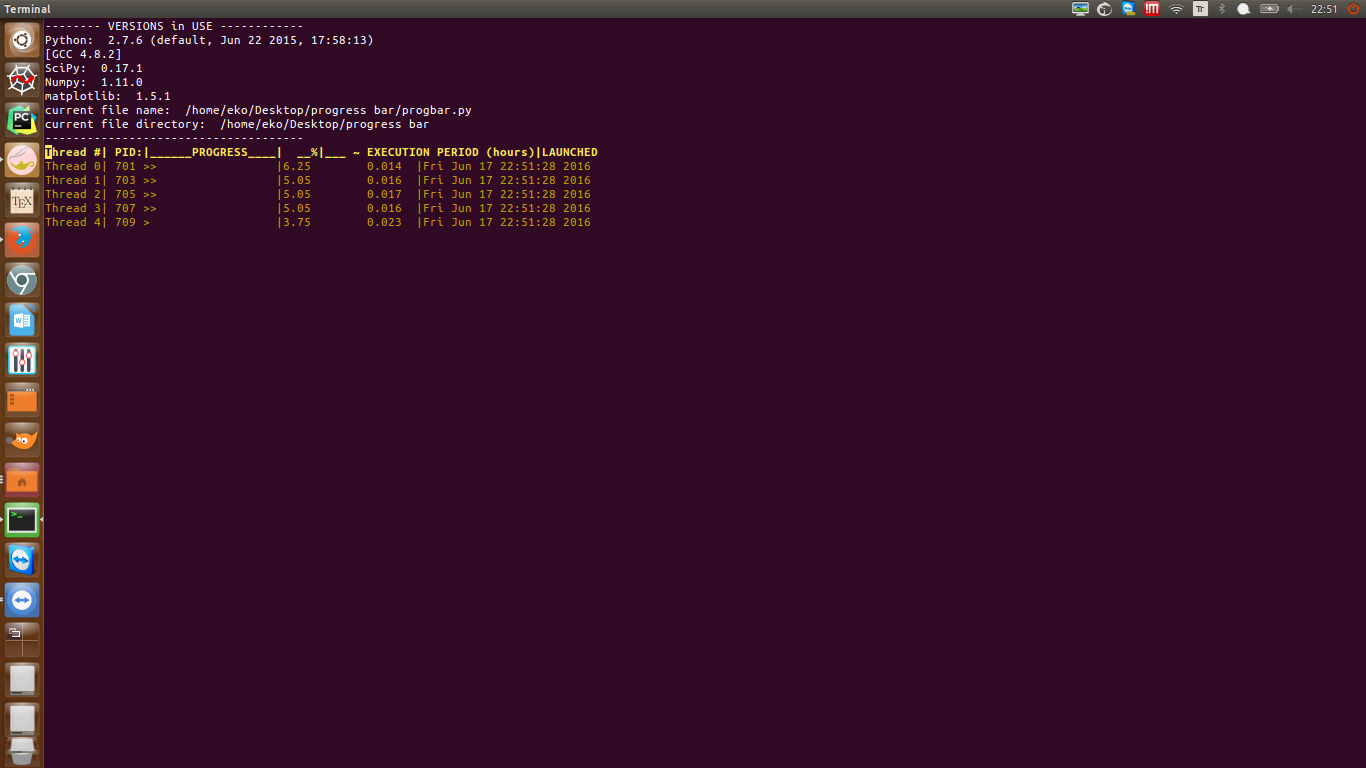 Terminal
Tr
22:51
-------- VERSIONS in USE ------------
Python:  2.7.6 (default, Jun 22 2015, 17:58:13)
[GCC 4.8.2]
SciPy:  0.17.1
Numpy:  1.11.0
matplotlib:  1.5.1
current file name:  /home/eko/Desktop/progress bar/progbar.py
current file directory:  /home/eko/Desktop/progress bar
-------------------------------------
Thread #| PID:|______PROGRESS____|  __%|___ ~ EXECUTION PERIOD (hours)|LAUNCHED
Thread 0| 701 >>                 |6.25        0.014  |Fri Jun 17 22:51:28 2016
Thread 1| 703 >>                 |5.05        0.016  |Fri Jun 17 22:51:28 2016
Thread 2| 705 >>                 |5.05        0.017  |Fri Jun 17 22:51:28 2016
Thread 3| 707 >>                 |5.05        0.016  |Fri Jun 17 22:51:28 2016
Thread 4| 709 >                  |3.75        0.023  |Fri Jun 17 22:51:28 2016
PC
TEX
W
>_